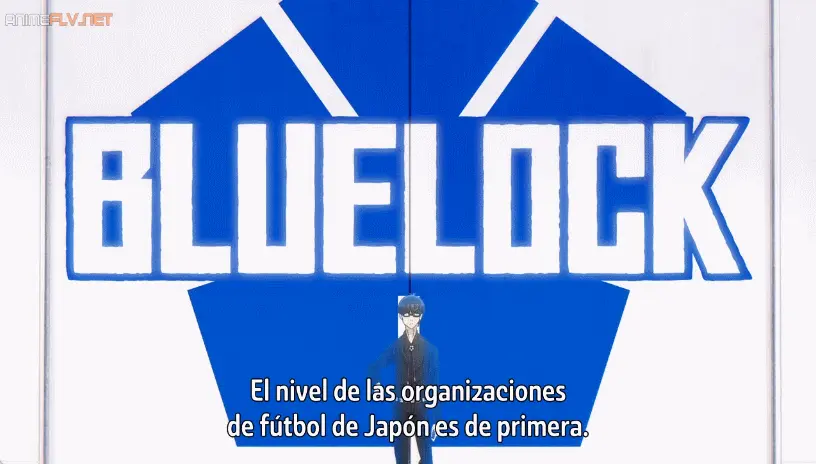 ANIMEFLV.NET
BLUELOCK
El nivel de las organizaciones
de fútbol de Japón es de primera.